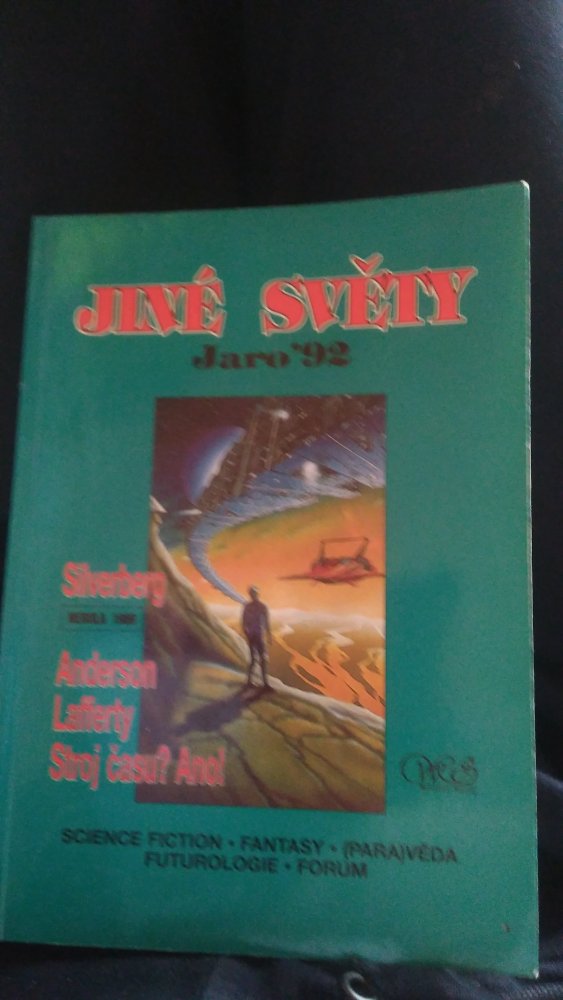 JINÉ SVĚTY
Jaro '92
Silverberg
Anderson
Lafferty
Stroj času? Ano!
SCIENCE FICTION • FANTASY • (PARA)VĚDA
FUTUROLOGIE • FORUM